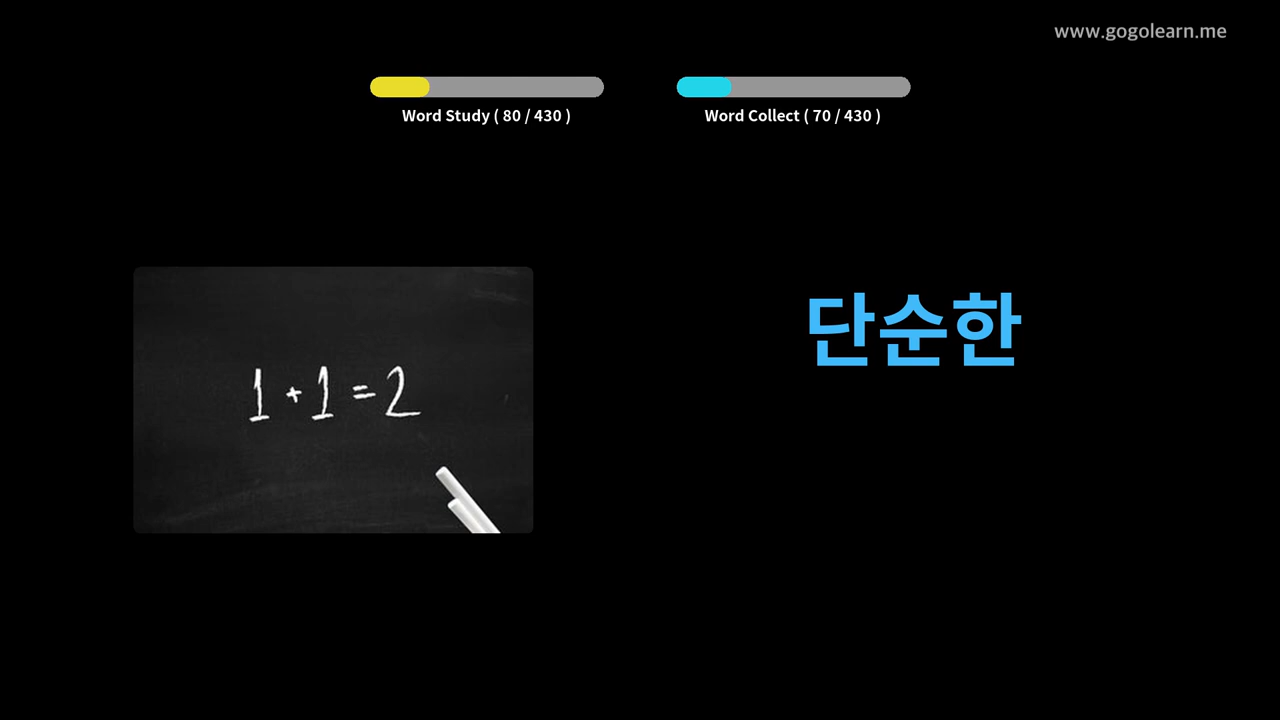 www.gogolearn.me
Word Study ( 80 / 430 )
Word Collect ( 70 / 430 )
1 + 1 = 2
단순한